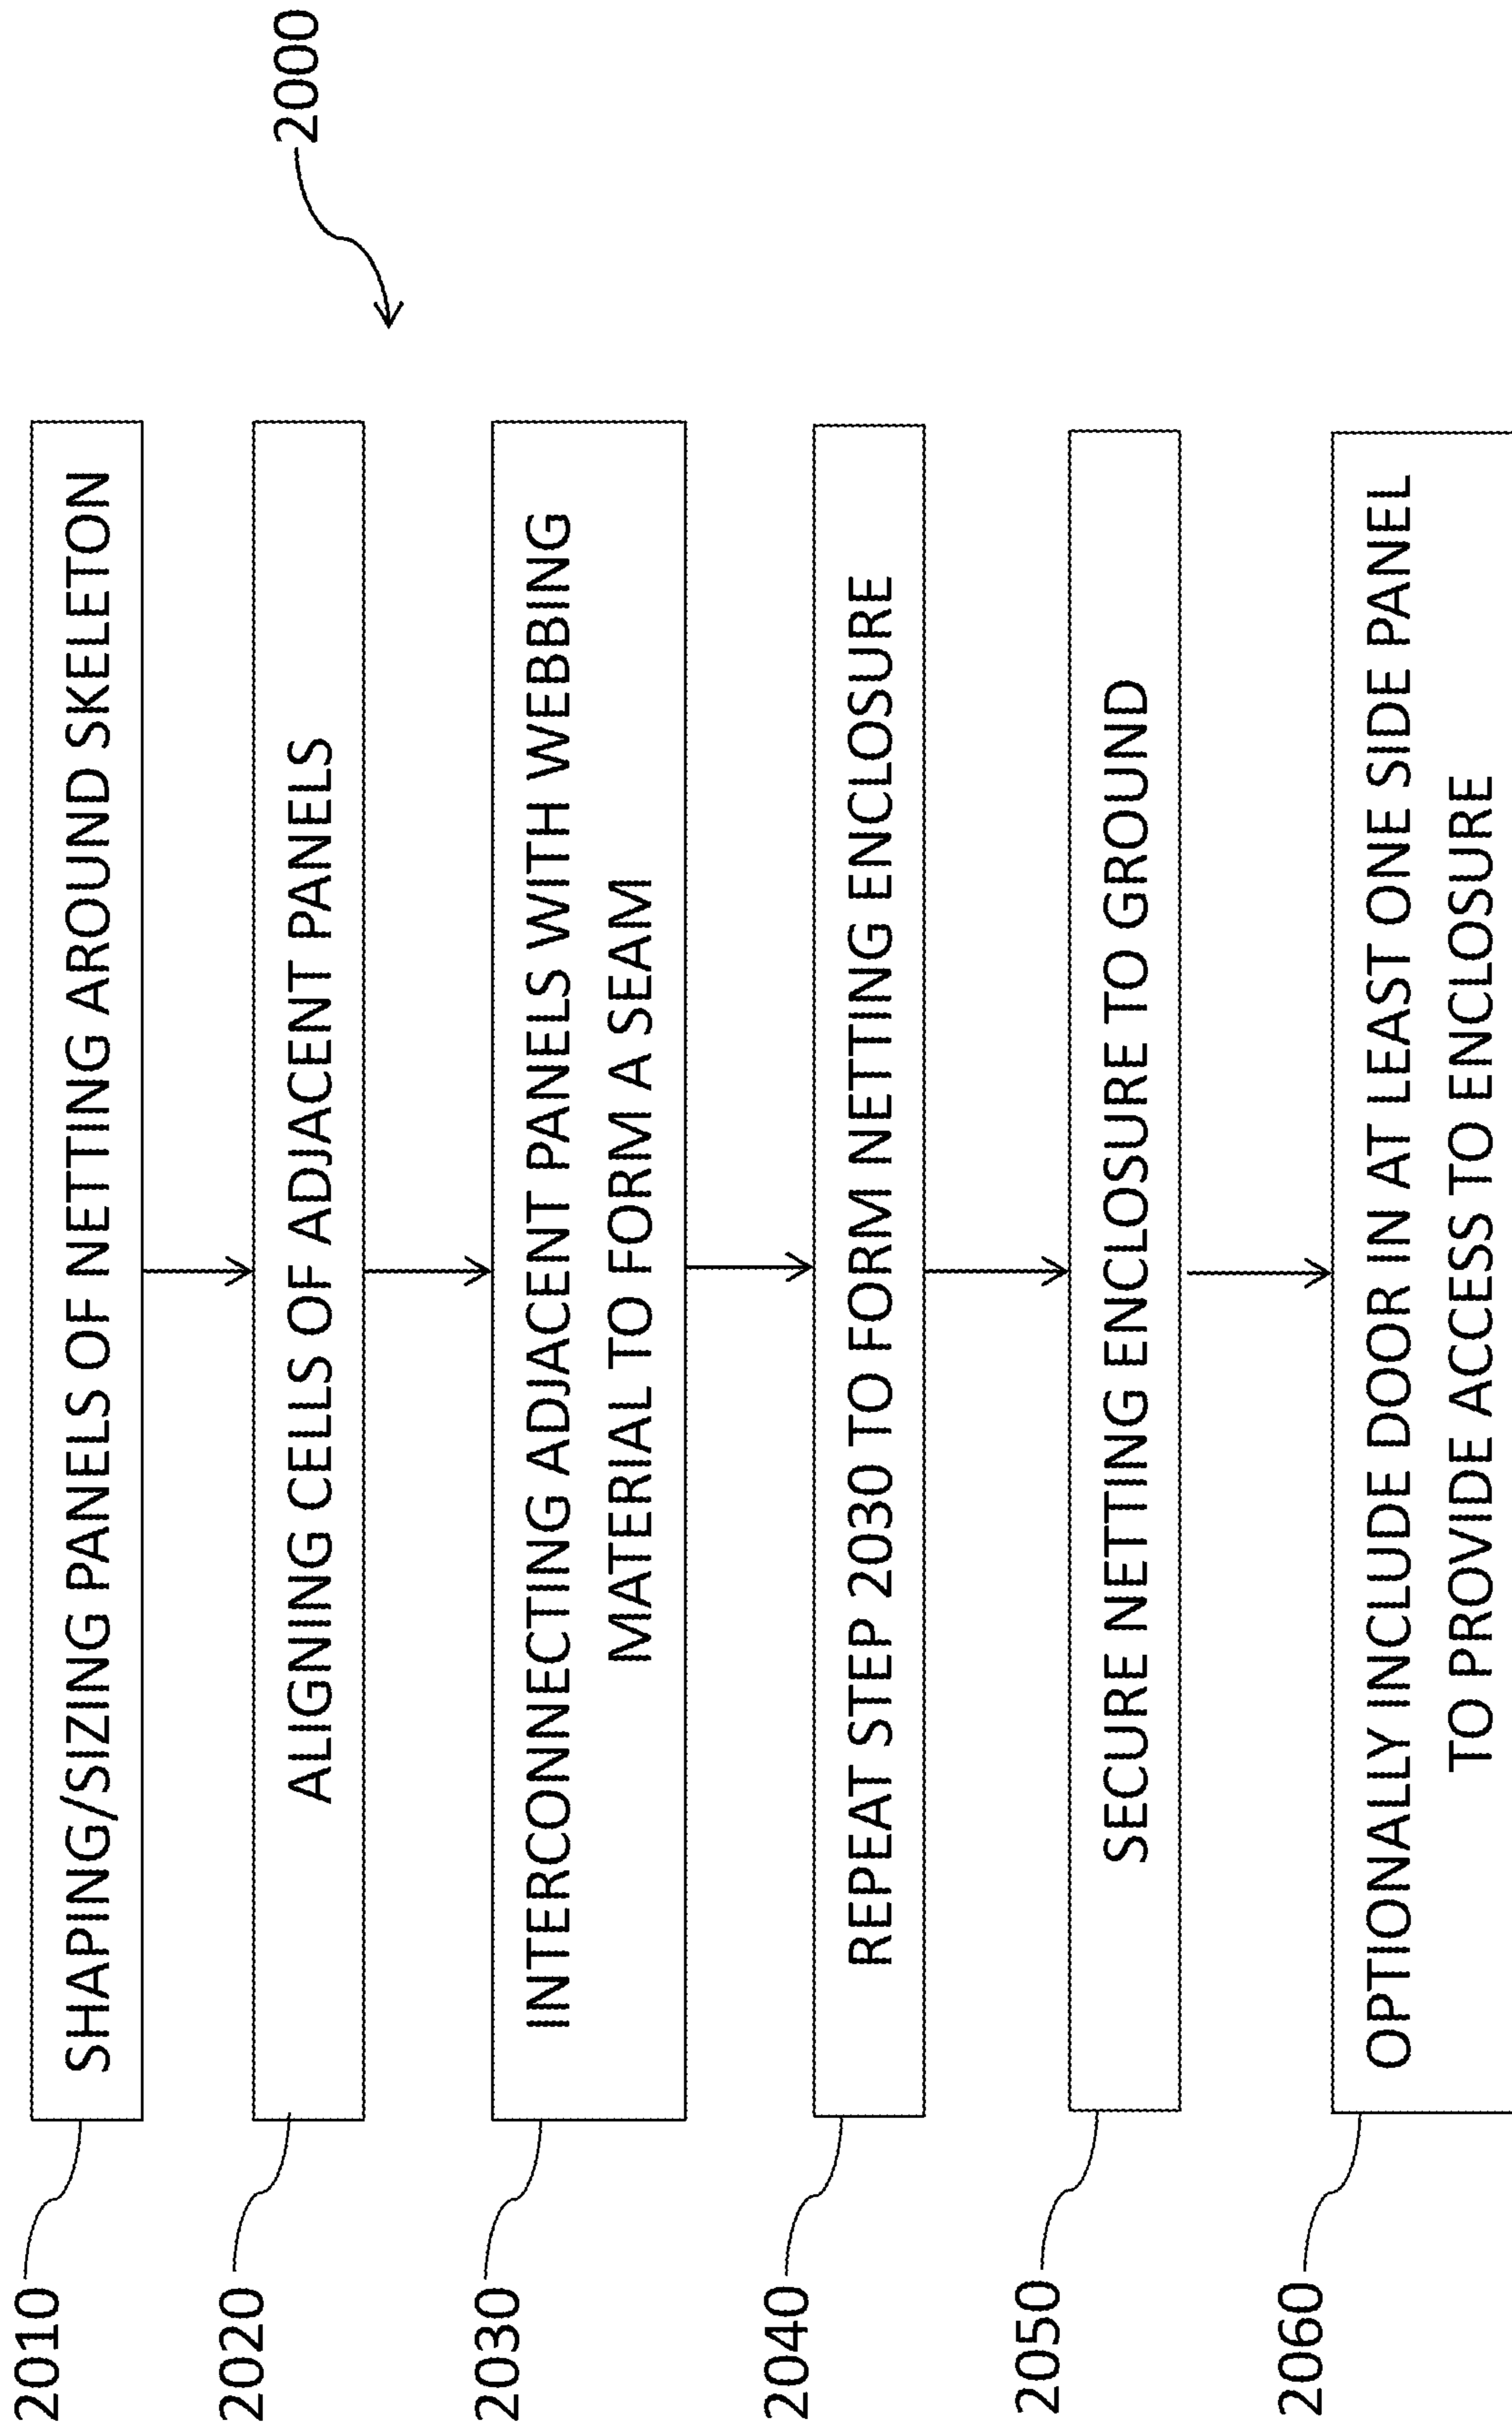 2000
2010
SHAPING/SIZING PANELS OF NETTING AROUND SKELETON
2020
ALIGNING CELLS OF ADJACENT PANELS
2030
INTERCONNECTING ADJACENT PANELS WITH WEBBING
MATERIAL TO FORM A SEAM
2040
REPEAT STEP 2030 TO FORM NETTING ENCLOSURE
2050
SECURE NETTING ENCLOSURE TO GROUND
2060
OPTIONALLY INCLUDE DOOR IN AT LEAST ONE SIDE PANEL
TO PROVIDE ACCESS TO ENCLOSURE